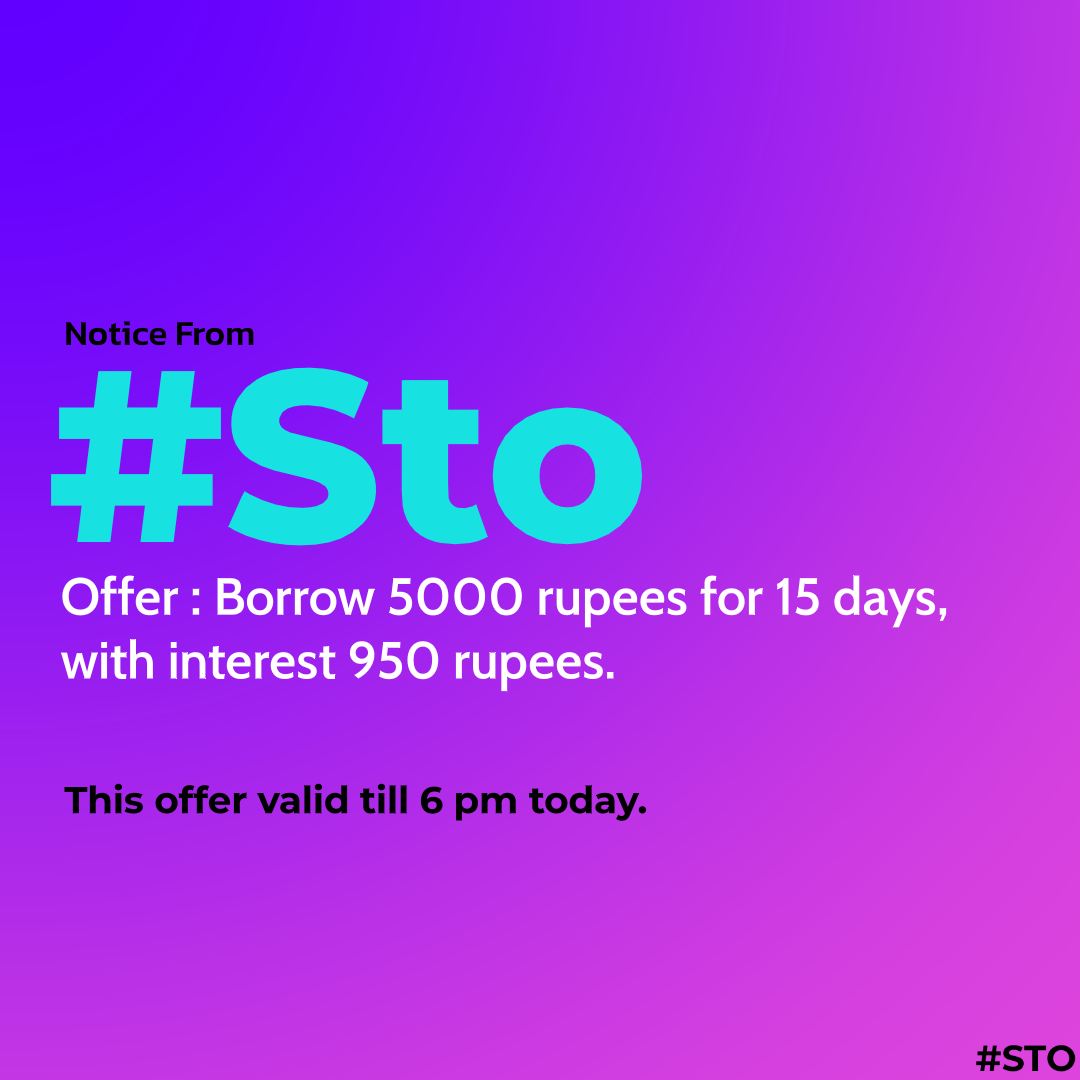 Notice From
#Sto
Offer : Borrow 5000 rupees for 15 days,
with interest 950 rupees.
This offer valid till 6 pm today.
#STO